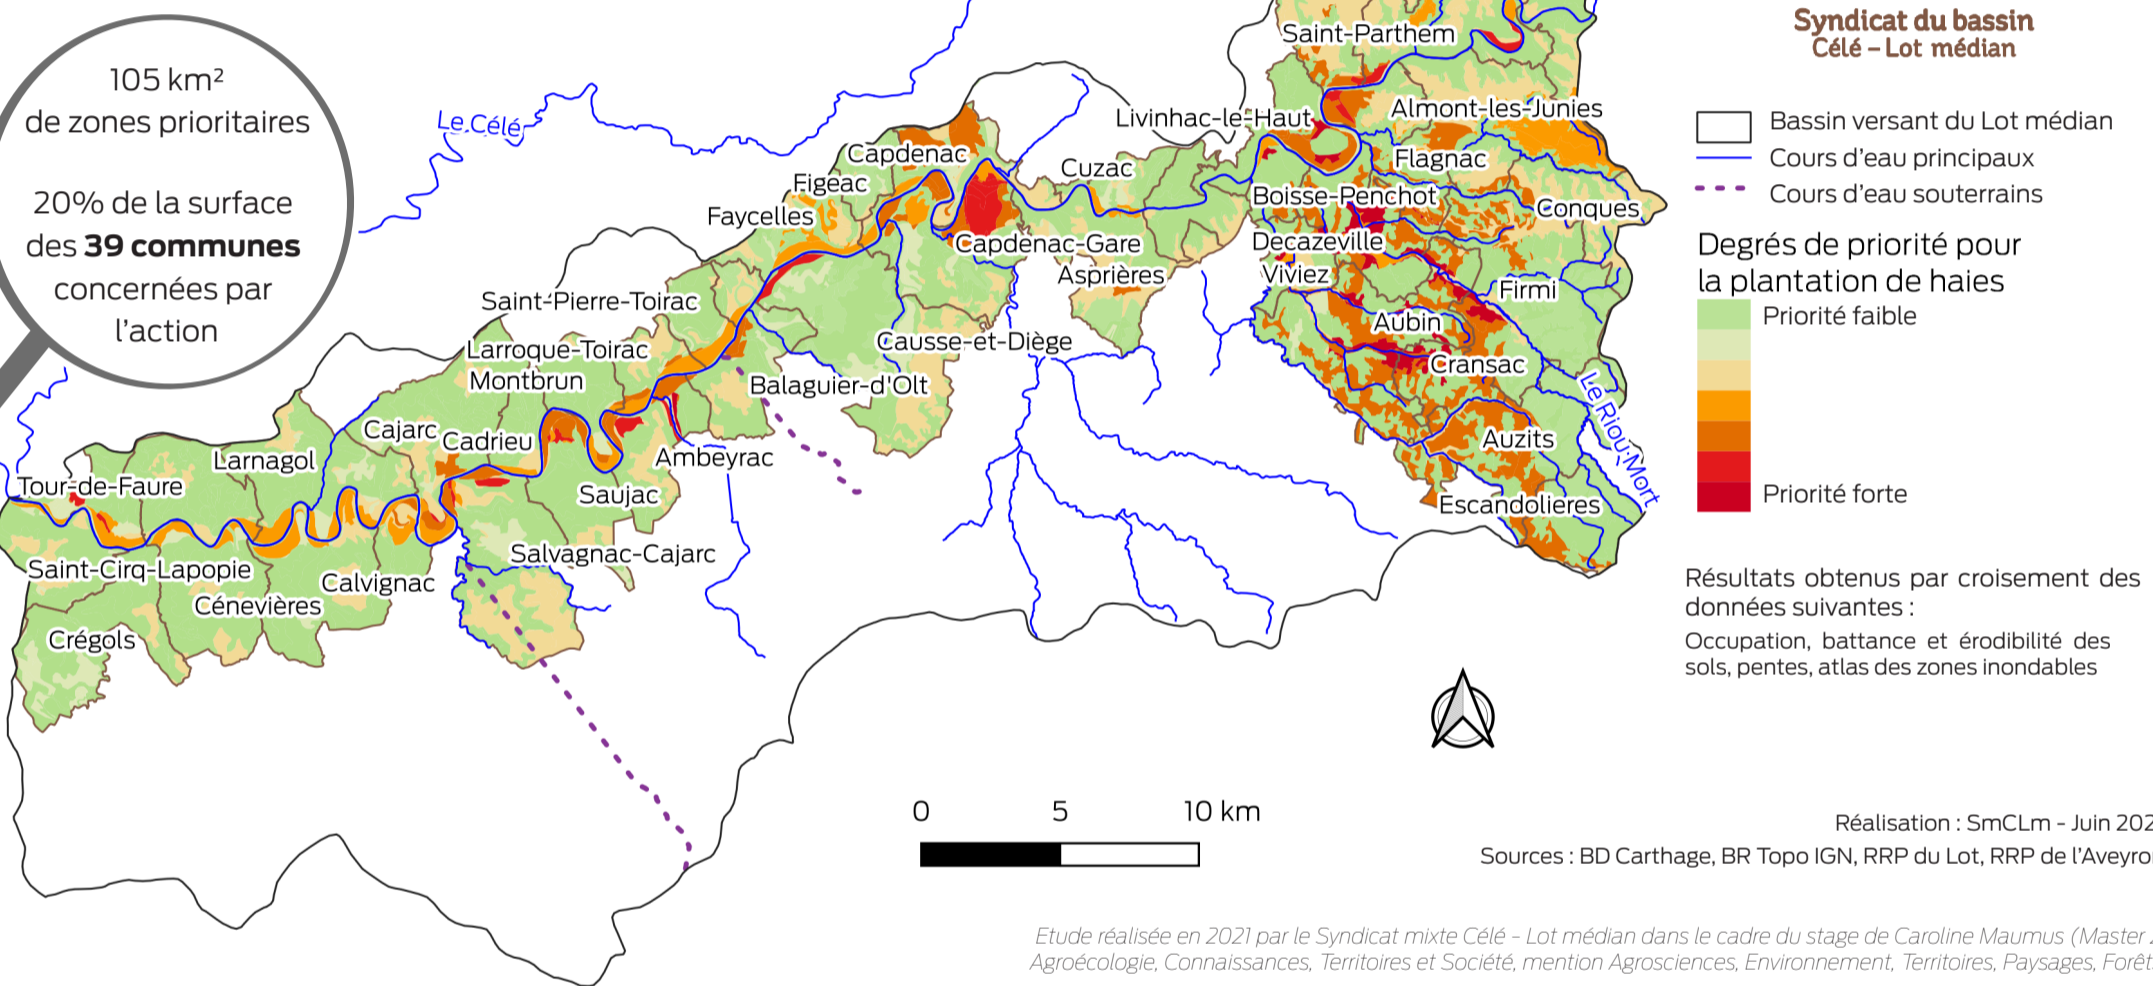 105 km²
de zones prioritaires
20% de la surface
des 39 communes
concernées par
l'action
Syndicat du bassin
Célé – Lot médian
Bassin versant du Lot médian
Cours d'eau principaux
Cours d'eau souterrains
Degrés de priorité pour
la plantation de haies
Priorité faible
Priorité forte
Résultats obtenus par croisement des
données suivantes :
Occupation, battance et érodibilité des
sols, pentes, atlas des zones inondables
Saint-Parthem
Le Célé
Livinhac-le-Haut
Almont-les-Junies
Capdenac
Cuzac
Flagnac
Figeac
Boisse-Penchot
Conques
Faycelles
Capdenac-Gare
Decazeville
Asprières
Viviez
Firmi
Saint-Pierre-Toirac
Aubin
Causse-et-Diège
Larroque-Toirac
Cransac
Montbrun
Balaguier-d'Olt
Le Riou Mort
Cajarc
Cadrieu
Auzits
Larnagol
Ambeyrac
Tour-de-Faure
Saujac
Escandolieres
Salvagnac-Cajarc
Saint-Cirq-Lapopie
Calvignac
Cénevières
Crégols
0 5 10 km
Réalisation : SmCLm - Juin
Sources : BD Carthage, BR Topo IGN, RRP du Lot, RRP de
Etude réalisée en 2021 par le Syndicat mixte Célé - Lot médian dans le cadre du stage de Caroline Maumus (Master
Agroécologie, Connaissances, Territoires et Société, mention Agrosciences, Environnement, Territoires, Paysages,